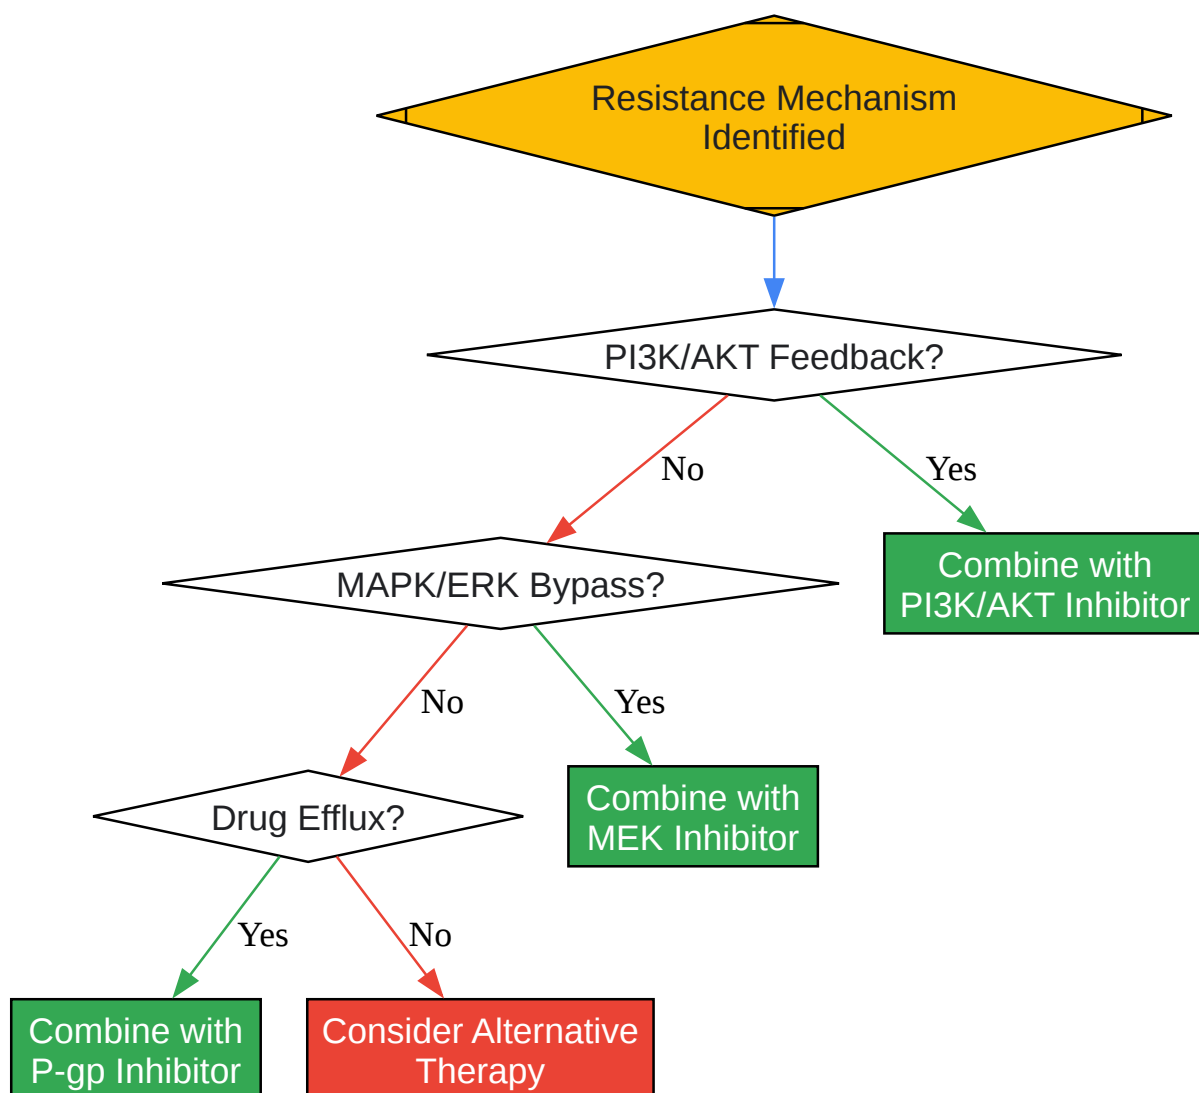 Resistance Mechanism
Identified
PI3K/AKT Feedback?
No
Yes
Combine with
PI3K/AKT Inhibitor
MAPK/ERK Bypass?
No
Yes
Combine with
MEK Inhibitor
Drug Efflux?
Yes
No
Combine with
P-gp Inhibitor
Consider Alternative
Therapy